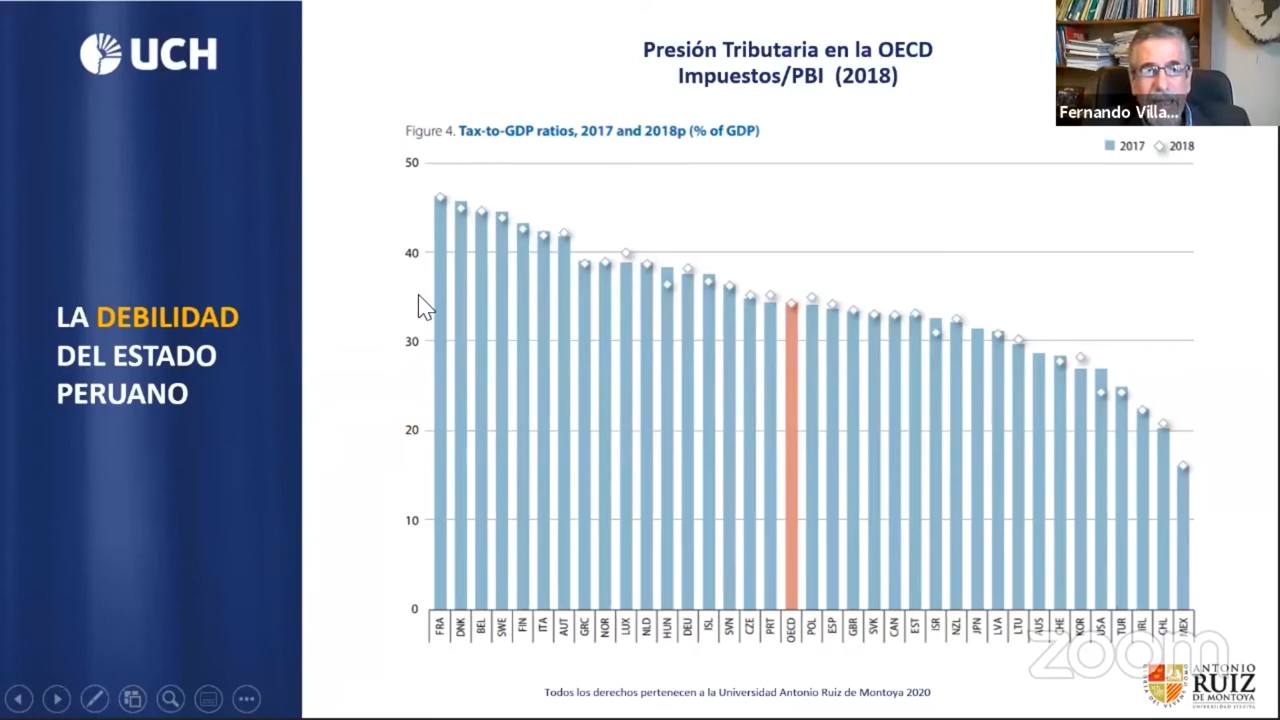 UCH
Presión Tributaria en la OECD
Impuestos/PBI (2018)
Fernando Villa...
Figure 4. Tax-to-GDP ratios, 2017 and 2018p (% of GDP)
2017 2018
50
40
30
20
10
0
LA DEBILIDAD
DEL ESTADO
PERUANO
FRA DNK BEL SWE FIN ITA AUT GRC NOR LUX NLD HUN DEU ISL SVN CZE PRT OECD POL ESP GBR SVK CAN EST ISR NZL JPN LVA LTU AUS CHE KOR USA TUR IRL CHL MEX
zoom
Todos los derechos pertenecen a la Universidad Antonio Ruiz de Montoya 2020
ANTONIO
RUIZ
DE MONTOYA
UNIVERSIDAD JESUITA